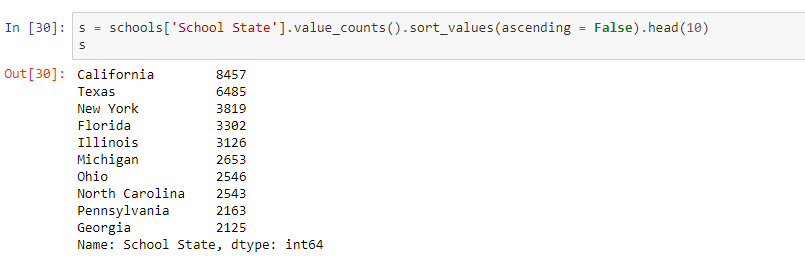 In [30]: s = schools['School State'].value_counts().sort_values(ascending = False).head(10)
s
Out[30]: California 8457
Texas 6485
New York 3819
Florida 3302
Illinois 3126
Michigan 2653
Ohio 2546
North Carolina 2543
Pennsylvania 2163
Georgia 2125
Name: School State, dtype: int64